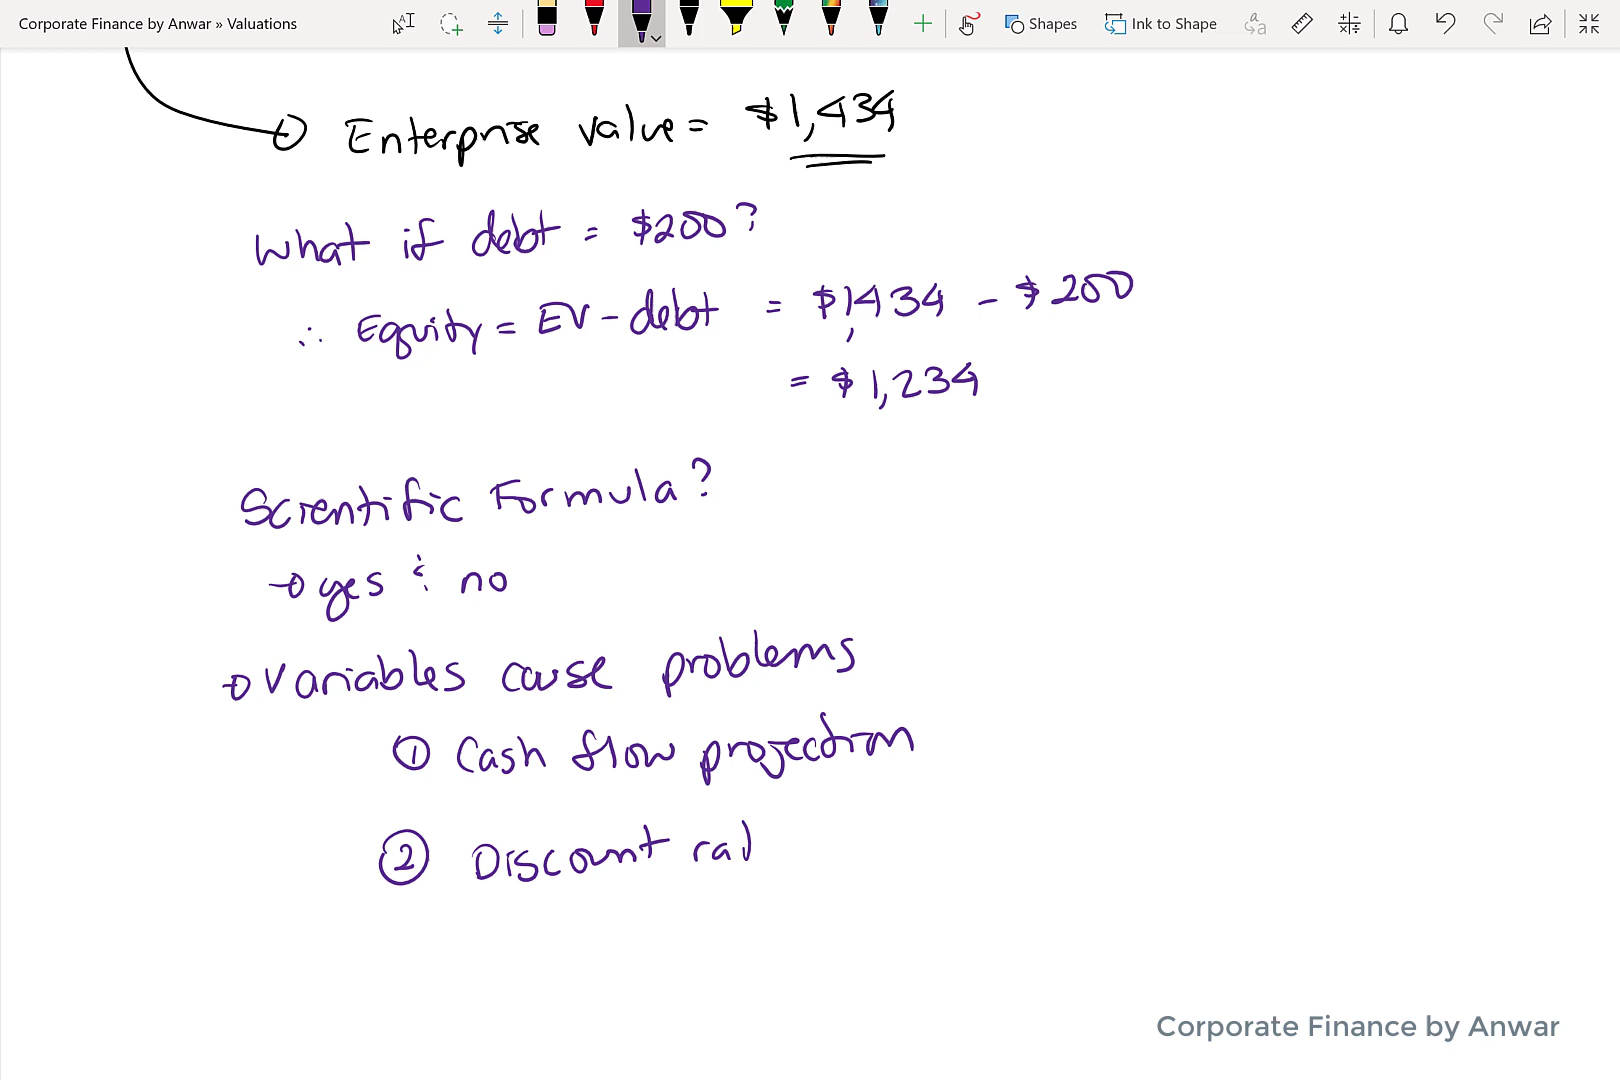 Corporate Finance by Anwar » Valuations
Shapes
Ink to Shape
Enterprise value = $1,434
What if debt = $200?
∴ Equity = EV - debt = $1,434 - $200
= $1,234
Scientific Formula?
→ yes & no
→ Variables cause problems
① Cash flow projection
② Discount rat
Corporate Finance by Anwar